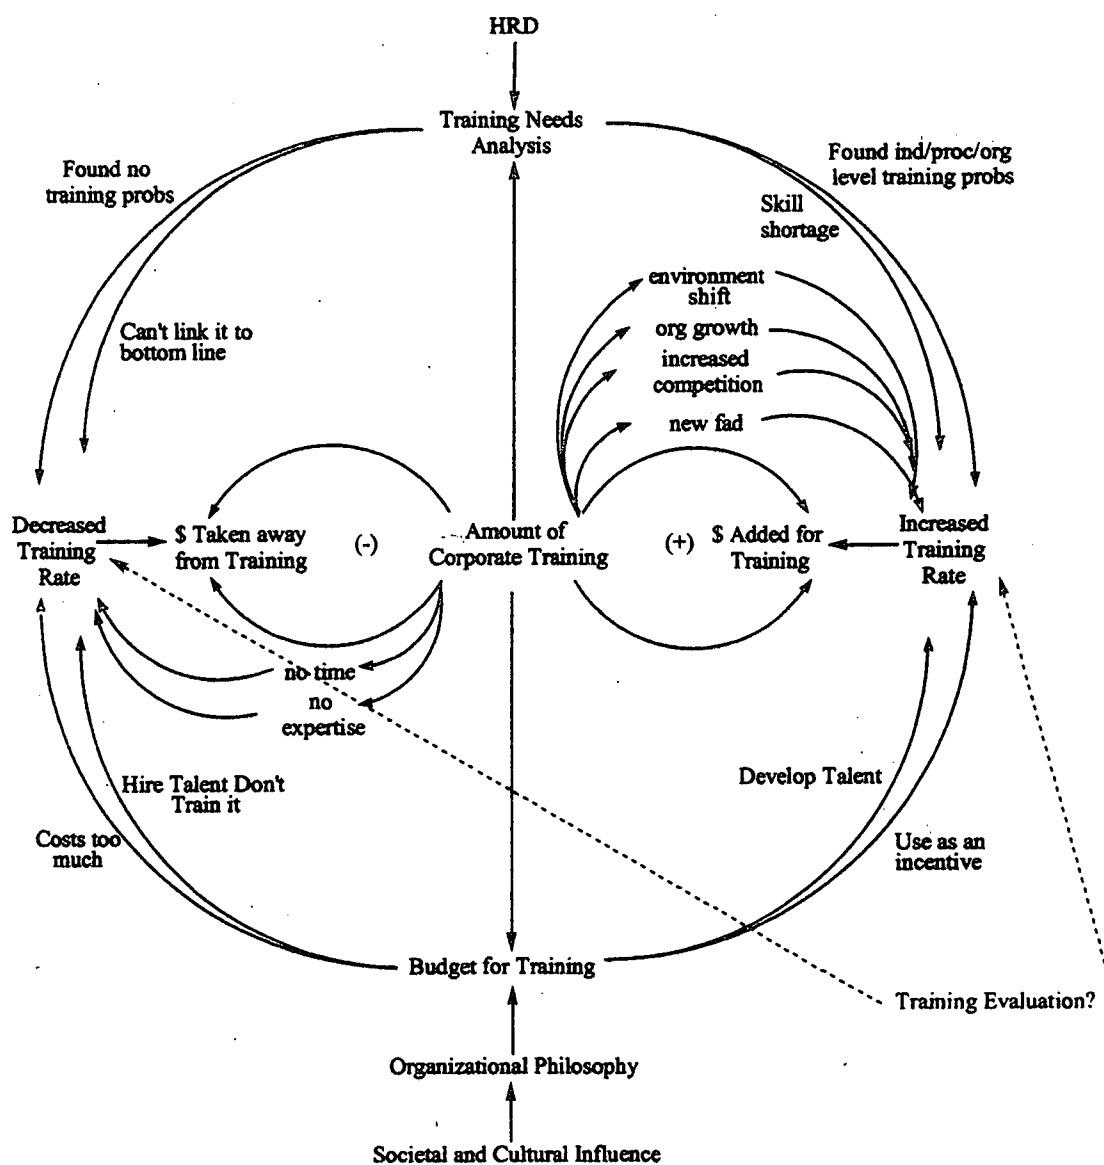 HRD
Training Needs
Analysis
Found no
training probs
Found ind/proc/org
level training probs
Skill
shortage
environment
shift
Can't link it to
bottom line
org growth
increased
competition
new fad
Decreased
Training
Rate
$ Taken away
from Training
(-)
Amount of
Corporate Training
(+)
$ Added for
Training
Increased
Training
Rate
no time
no
expertise
Hire Talent Don't
Train it
Develop Talent
Costs too
much
Use as an
incentive
Budget for Training
Training Evaluation?
Organizational Philosophy
Societal and Cultural Influence